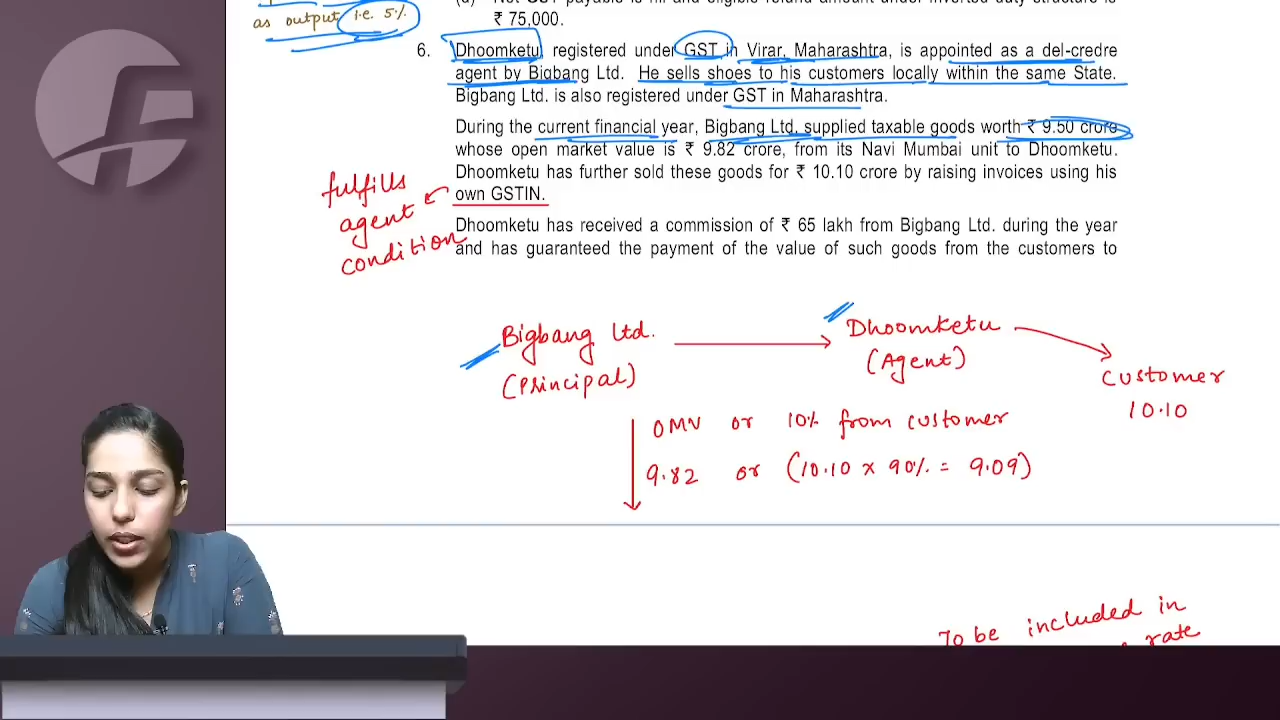 as output i.e. 5%
₹ 75,000.
6. Dhoomketu registered under GST in Virar, Maharashtra, is appointed as a del-credre
agent by Bigbang Ltd. He sells shoes to his customers locally within the same State.
Bigbang Ltd. is also registered under GST in Maharashtra.
During the current financial year, Bigbang Ltd. supplied taxable goods worth ₹ 9.50 crore
whose open market value is ₹ 9.82 crore, from its Navi Mumbai unit to Dhoomketu.
Dhoomketu has further sold these goods for ₹ 10.10 crore by raising invoices using his
own GSTIN.
fulfills
agent
condition
Dhoomketu has received a commission of ₹ 65 lakh from Bigbang Ltd. during the year
and has guaranteed the payment of the value of such goods from the customers to
Bigbang Ltd.
(Principal)
Dhoomketu
(Agent)
Customer
10.10
OMV or 10% from customer
9.82 or (10.10 x 90% = 9.09)
To be included in
rate